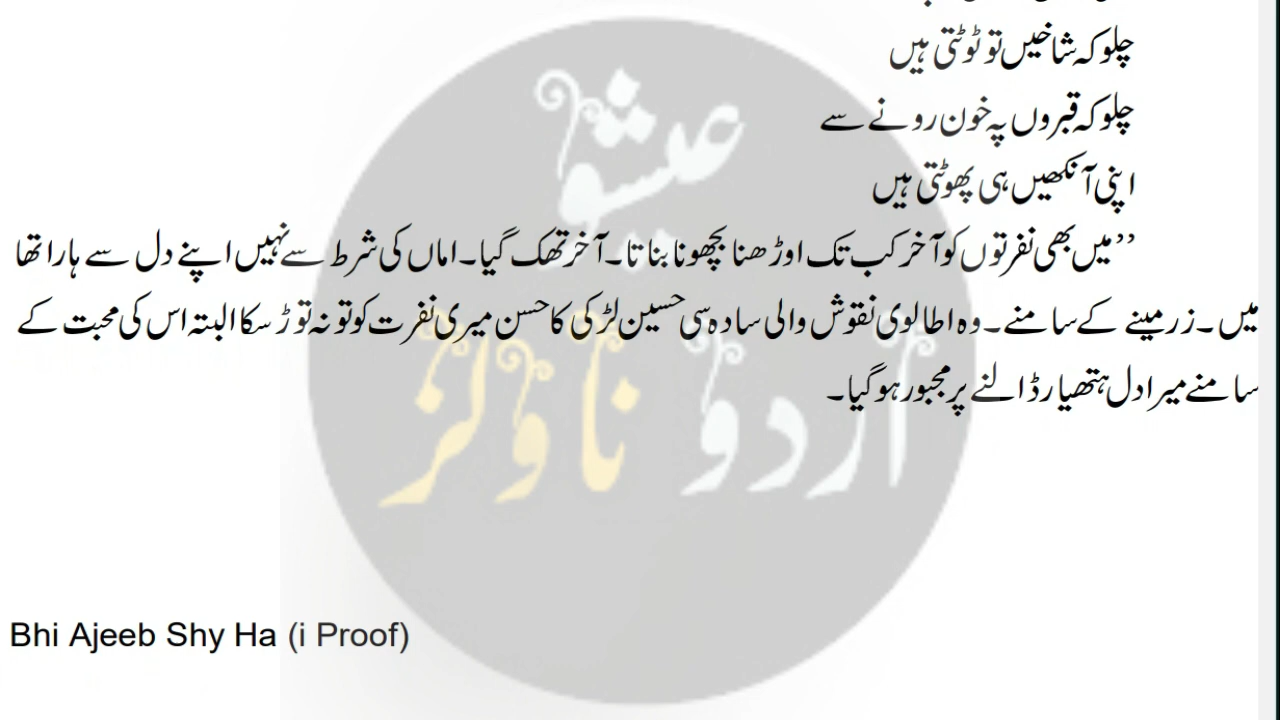 چلو کہ شاخیں تو ٹوٹتی ہیں
چلو کہ قبروں پہ خون رونے سے
اپنی آنکھیں ہی پھوٹتی ہیں
’’میں بھی نفرتوں کو آخر کب تک اوڑھنا بچھونا بناتا۔ آخر تھک گیا۔ اماں کی شرط سے نہیں اپنے دل سے ہارا تھا
میں۔ زرمینے کے سامنے۔ وہ اطالوی نقوش والی سادہ سی حسین لڑکی کا حسن میری نفرت کو تو نہ توڑ سکا البتہ اس کی محبت کے
سامنے میرا دل ہتھیار ڈالنے پر مجبور ہو گیا۔
عیشو
اردو ناولز
Bhi Ajeeb Shy Ha (i Proof)